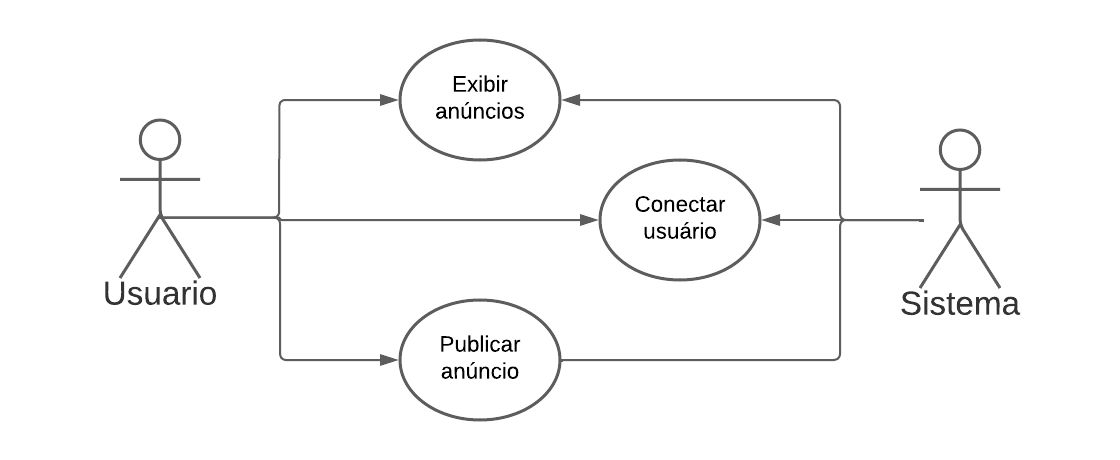 Exibir
anúncios
Conectar
usuário
Usuario
Sistema
Publicar
anúncio